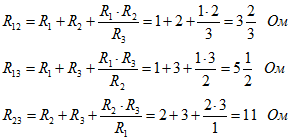 R₁₂ = R₁ + R₂ + (R₁ · R₂)/R₃ = 1 + 2 + (1 · 2)/3 = 3 2/3 Ом
R₁₃ = R₁ + R₃ + (R₁ · R₃)/R₂ = 1 + 3 + (1 · 3)/2 = 5 1/2 Ом
R₂₃ = R₂ + R₃ + (R₂ · R₃)/R₁ = 2 + 3 + (2 · 3)/1 = 11 Ом